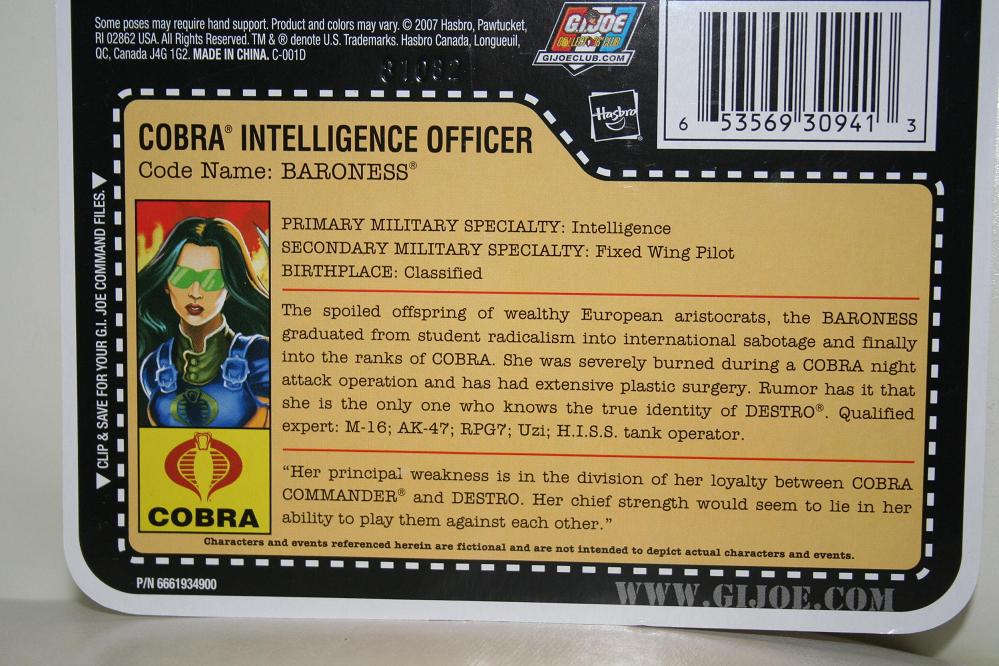 Some poses may require hand support. Product and colors may vary. © 2007 Hasbro, Pawtucket,
RI 02862 USA. All Rights Reserved. TM & ® denote U.S. Trademarks. Hasbro Canada, Longueuil,
QC, Canada J4G 1G2. MADE IN CHINA. C-001D
81082
G.I. JOE
COLLECTORS' CLUB
GIJOECLUB.COM
Hasbro
6 53569 30941 3
COBRA® INTELLIGENCE OFFICER
Code Name: BARONESS®
CLIP & SAVE FOR YOUR G.I. JOE COMMAND FILES.
PRIMARY MILITARY SPECIALTY: Intelligence
SECONDARY MILITARY SPECIALTY: Fixed Wing Pilot
BIRTHPLACE: Classified
The spoiled offspring of wealthy European aristocrats, the BARONESS
graduated from student radicalism into international sabotage and finally
into the ranks of COBRA. She was severely burned during a COBRA night
attack operation and has had extensive plastic surgery. Rumor has it that
she is the only one who knows the true identity of DESTRO®. Qualified
expert: M-16; AK-47; RPG7; Uzi; H.I.S.S. tank operator.
“Her principal weakness is in the division of her loyalty between COBRA
COMMANDER® and DESTRO. Her chief strength would seem to lie in her
ability to play them against each other.”
COBRA
Characters and events referenced herein are fictional and are not intended to depict actual characters and events.
P/N 6661934900
WWW.GIJOE.COM